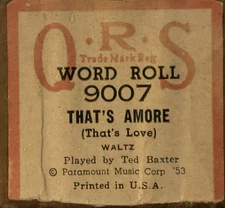 Q·R·S
Trade Mark Reg
WORD ROLL
9007
THAT'S AMORE
(That's Love)
WALTZ
Played by Ted Baxter
© Paramount Music Corp '53
Printed in U.S.A.